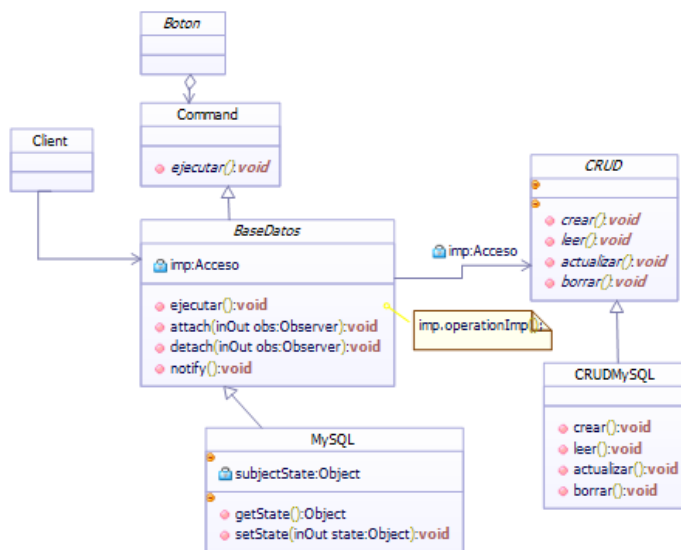 Boton
Command
ejecutar():void
Client
BaseDatos
imp:Acceso
ejecutar():void
attach(inOut obs:Observer):void
detach(inOut obs:Observer):void
notify():void
imp:Acceso
CRUD
crear():void
leer():void
actualizar():void
borrar():void
imp.operationImpl();
CRUDMySQL
crear():void
leer():void
actualizar():void
borrar():void
MySQL
subjectState:Object
getState():Object
setState(inOut state:Object):void